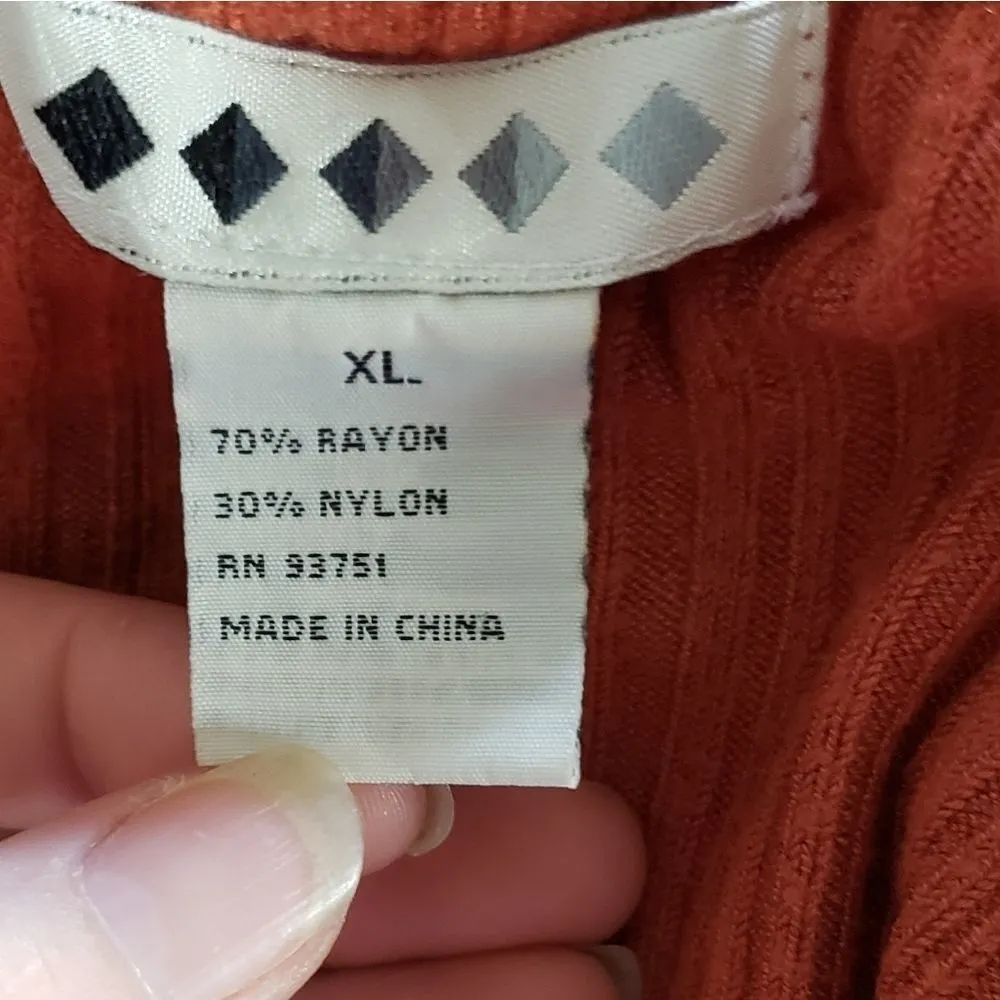 XL
70% RAYON
30% NYLON
RN 93751
MADE IN CHINA